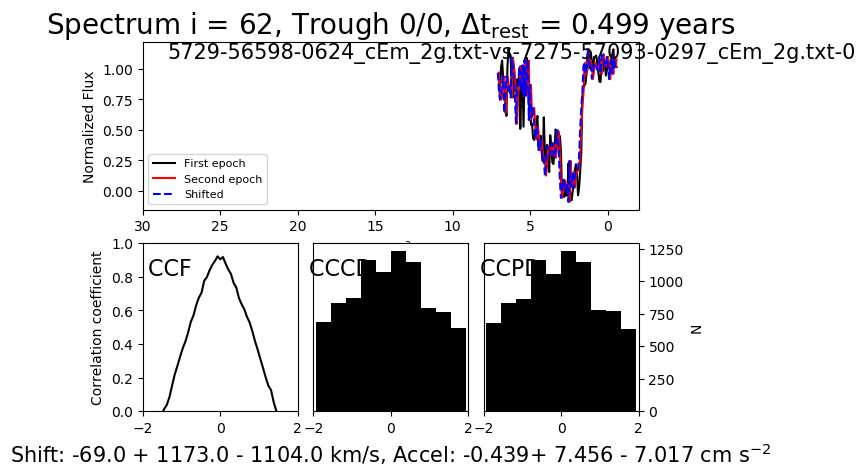 Spectrum i = 62, Trough 0/0, Δt_rest = 0.499 years
5729-56598-0624_cEm_2g.txt-vs-7275-57093-0297_cEm_2g.txt-0
Normalized Flux
1.00
0.75
0.50
0.25
0.00
First epoch
Second epoch
Shifted
30 25 20 15 10 5 0
Correlation coefficient
1.0
0.8
0.6
0.4
0.2
0.0
CCF
−2 0 2
CCCD
−2 0 2
CCPD
−2 0 2
1250
1000
750
500
250
0
N
Shift: -69.0 + 1173.0 - 1104.0 km/s, Accel: -0.439+ 7.456 - 7.017 cm s⁻²